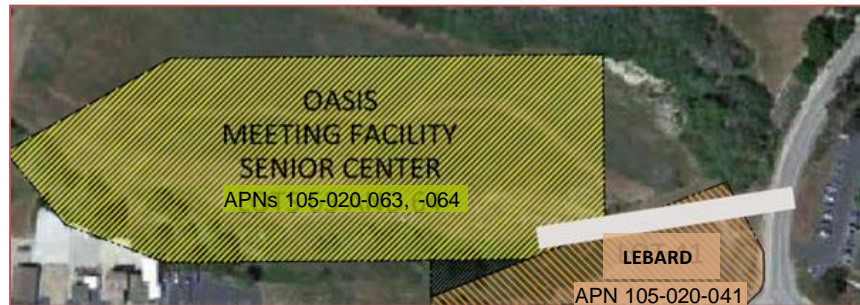 OASIS
MEETING FACILITY
SENIOR CENTER
APNs 105-020-063, -064
LEBARD
APN 105-020-041